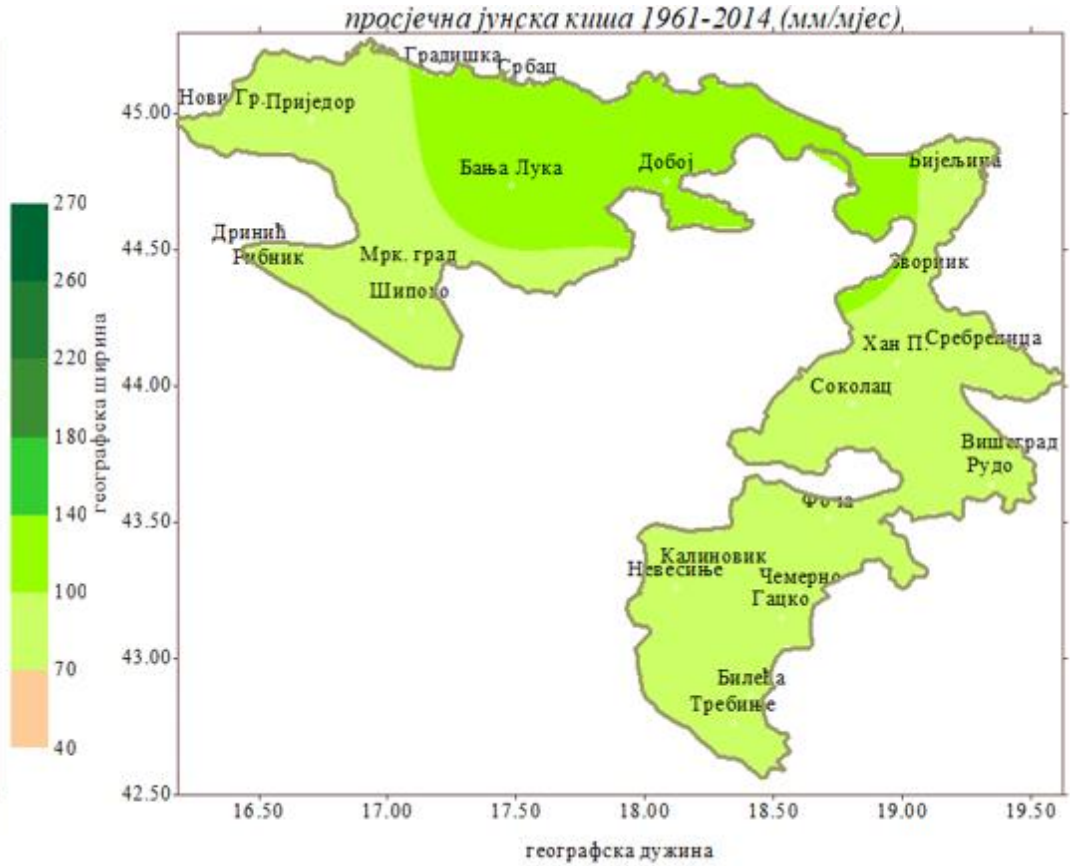 просјечна јунска киша 1961-2014, (мм/мјес)
Градишка
Србац
Нови Гр.
Приједор
Бања Лука
Добој
Бијељина
Дринић
Рибник
Мрк. град
Шипово
Зворник
Хан П.
Сребреница
Соколац
Вишеград
Рудо
Фоча
Калиновик
Невесиње
Чемерно
Гацко
Билећа
Требиње
270
260
220
180
140
100
70
40
географска ширина
45.00
44.50
44.00
43.50
43.00
42.50
16.50
17.00
17.50
18.00
18.50
19.00
19.50
географска дужина